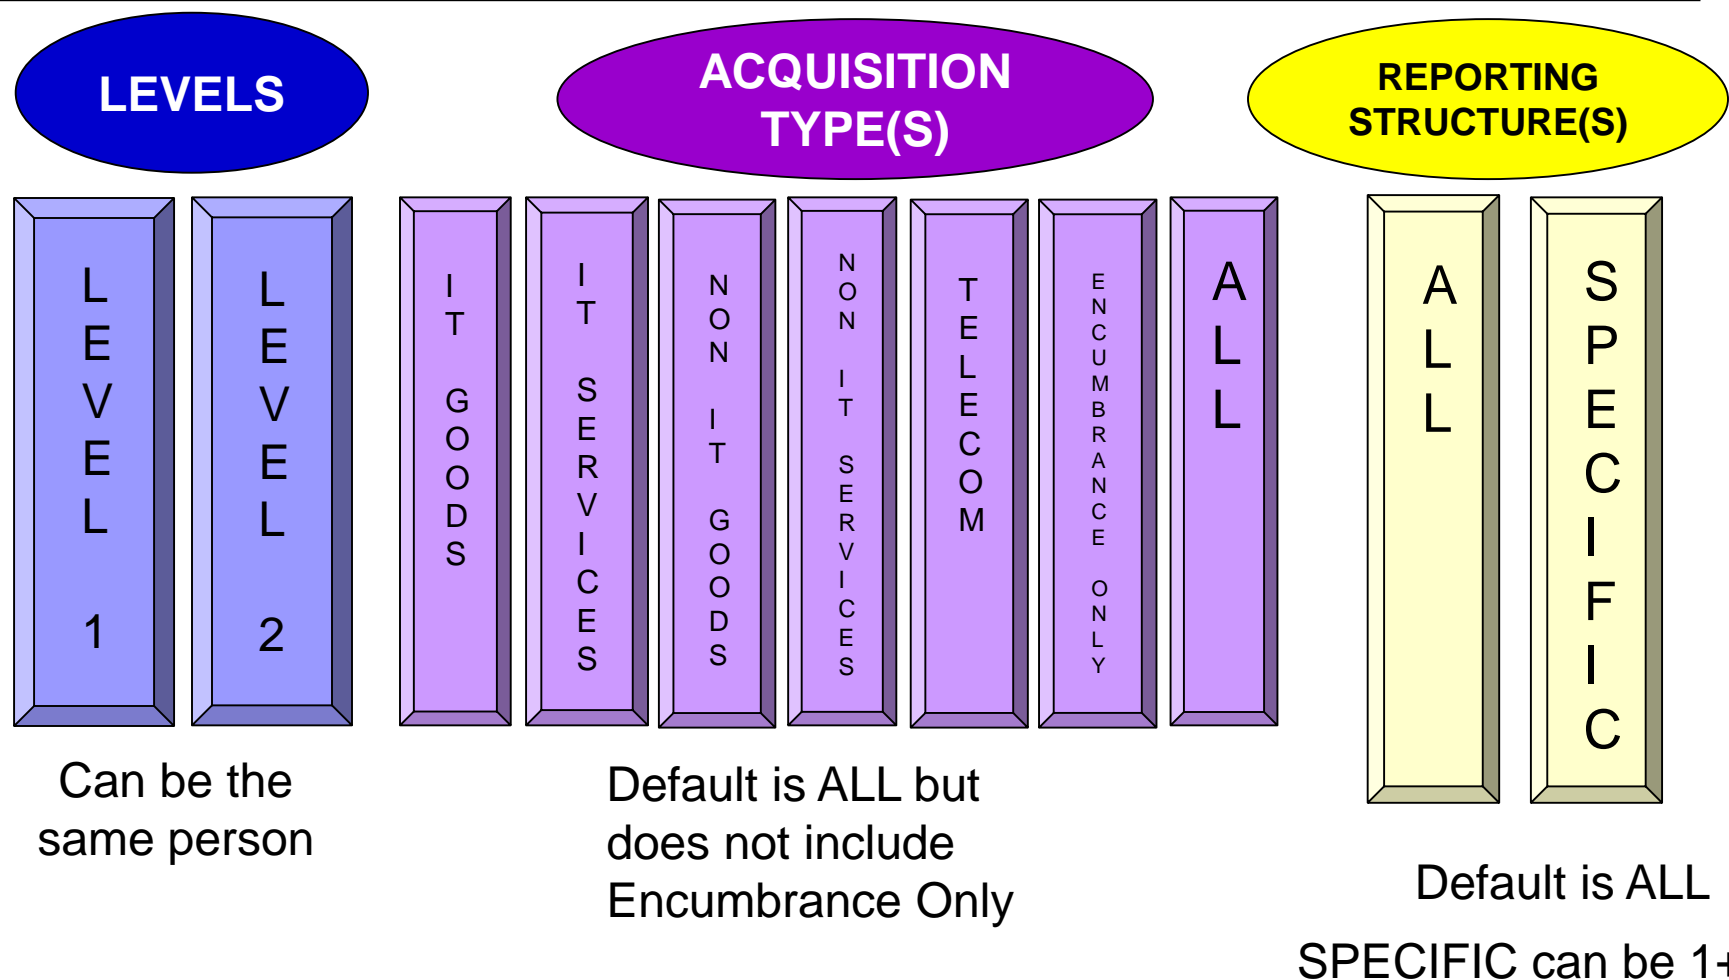 LEVELS
ACQUISITION
TYPE(S)
REPORTING
STRUCTURE(S)
LEVEL 1
LEVEL 2
IT GOODS
IT SERVICES
NON IT GOODS
NON IT SERVICES
TELECOM
ENCUMBRANCE ONLY
ALL
ALL
SPECIFIC
Can be the
same person
Default is ALL but
does not include
Encumbrance Only
Default is ALL
SPECIFIC can be 1+